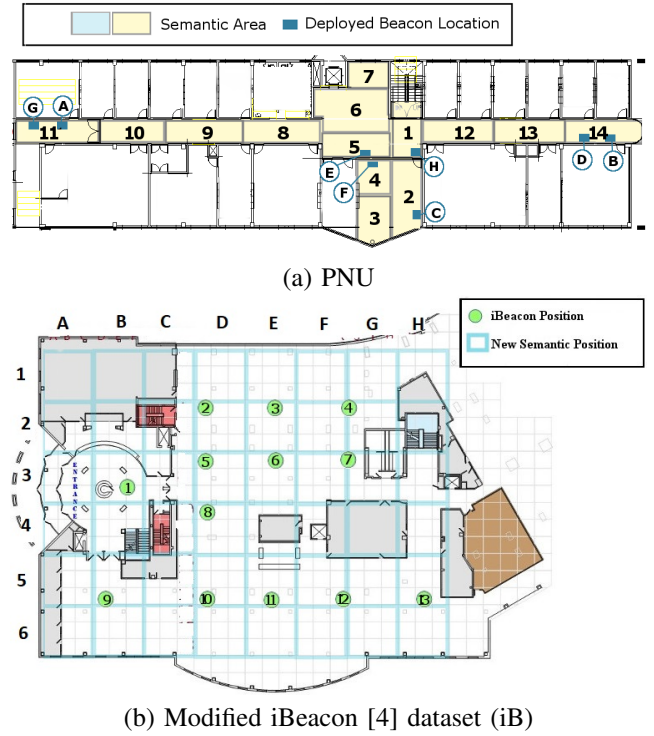 Semantic Area Deployed Beacon Location
7
G A 6
11 10 9 8 1 12 13 14
5
E H D B
F 4
2 C
3
(a) PNU
A B C D E F G H
iBeacon Position
New Semantic Position
1
2 2 3 4
3 ENTRANCE 1 5 6 7
4 8
5
9 10 11 12 13
6
(b) Modified iBeacon [4] dataset (iB)